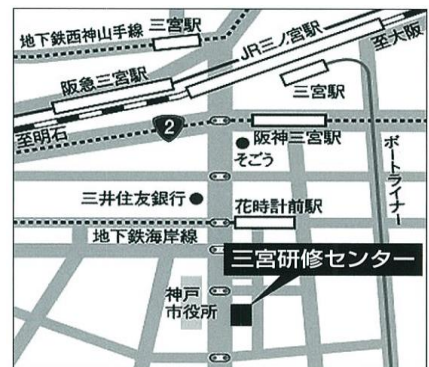 地下鉄西神山手線
三宮駅
JR三ノ宮駅
至大阪
阪急三宮駅
三宮駅
至明石
2
阪神三宮駅
そごう
ポートライナー
三井住友銀行
花時計前駅
地下鉄海岸線
三宮研修センター
神戸
市役所